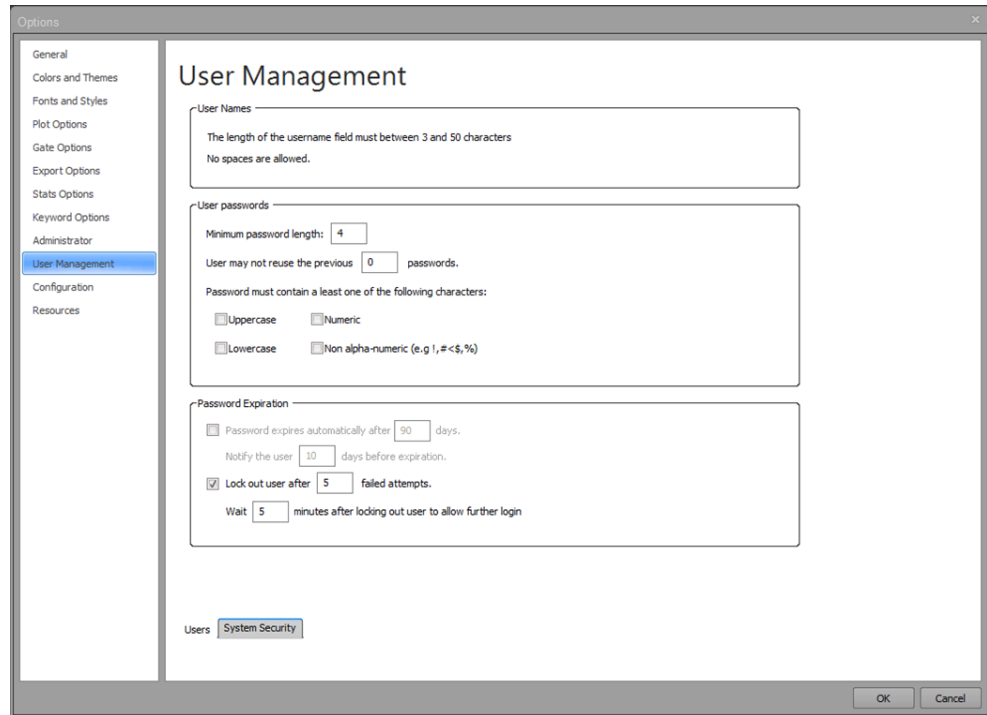 Options
General
Colors and Themes
Fonts and Styles
Plot Options
Gate Options
Export Options
Stats Options
Keyword Options
Administrator
User Management
Configuration
Resources
User Management
User Names
The length of the username field must between 3 and 50 characters
No spaces are allowed.
User passwords
Minimum password length: 4
User may not reuse the previous 0 passwords.
Password must contain a least one of the following characters:
Uppercase Numeric
Lowercase Non alpha-numeric (e.g !,#<$,%)
Password Expiration
Password expires automatically after 90 days.
Notify the user 10 days before expiration.
Lock out user after 5 failed attempts.
Wait 5 minutes after locking out user to allow further login
Users System Security
OK Cancel